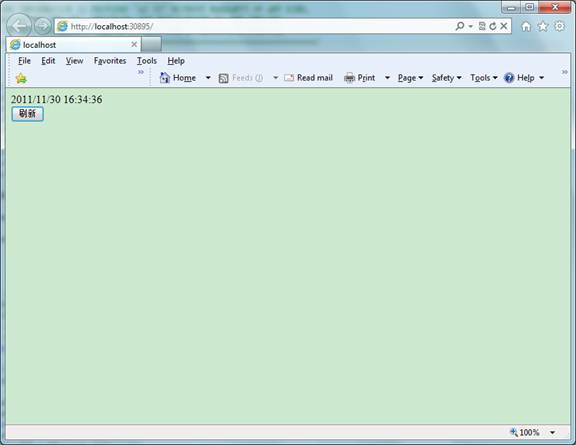 http://localhost:30895/
localhost
File Edit View Favorites Tools Help
Home Feeds (J) Read mail Print Page Safety Tools Help
2011/11/30 16:34:36
刷新
100%